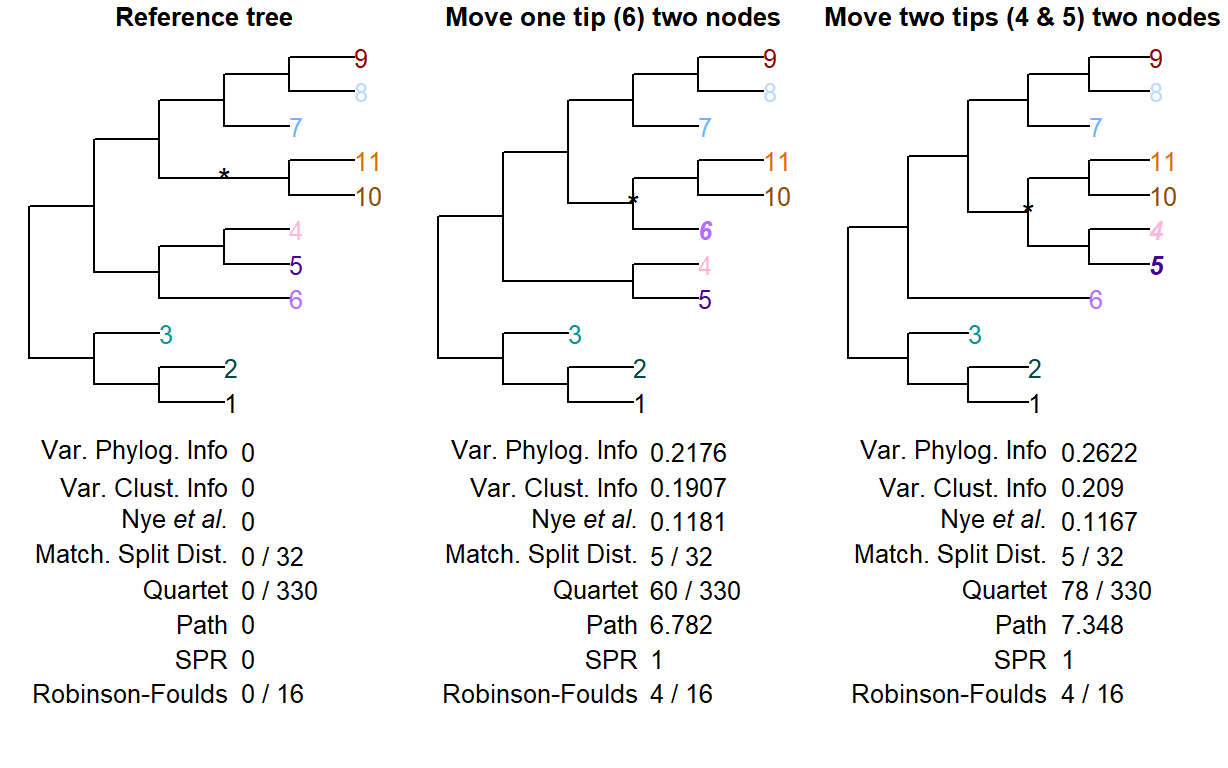 Reference tree
9
8
7
11
*
10
4
5
6
3
2
1
Var. Phylog. Info 0
Var. Clust. Info 0
Nye et al. 0
Match. Split Dist. 0 / 32
Quartet 0 / 330
Path 0
SPR 0
Robinson-Foulds 0 / 16
Move one tip (6) two nodes
9
8
7
11
10
*
6
4
5
3
2
1
Var. Phylog. Info 0.2176
Var. Clust. Info 0.1907
Nye et al. 0.1181
Match. Split Dist. 5 / 32
Quartet 60 / 330
Path 6.782
SPR 1
Robinson-Foulds 4 / 16
Move two tips (4 & 5) two nodes
9
8
7
11
10
*
4
5
6
3
2
1
Var. Phylog. Info 0.2622
Var. Clust. Info 0.209
Nye et al. 0.1167
Match. Split Dist. 5 / 32
Quartet 78 / 330
Path 7.348
SPR 1
Robinson-Foulds 4 / 16